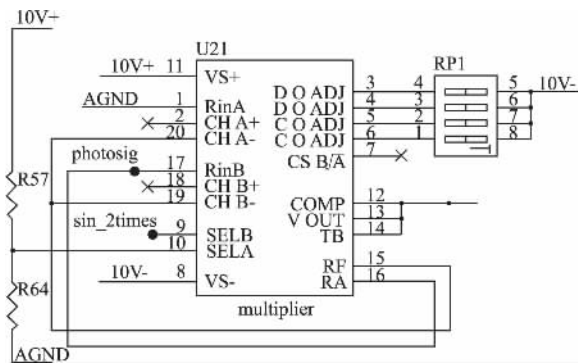 10V+
U21
RP1
10V+ 11 VS+
D O ADJ 3 4 5 10V-
AGND 1 RinA
D O ADJ 4 3 6
2 CH A+
C O ADJ 5 2 7
20 CH A-
C O ADJ 6 1 8
CS B/A 7
photosig
17 RinB
18 CH B+
R57
19 CH B-
COMP 12
V OUT 13
sin_2times 9 SELB
TB 14
10 SELA
RF 15
10V- 8 VS-
RA 16
R64
multiplier
AGND